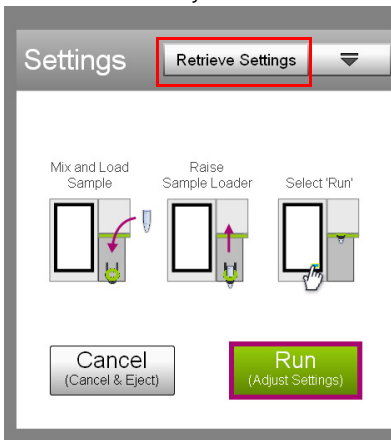 Settings
Retrieve Settings
Mix and Load
Sample
Raise
Sample Loader
Select 'Run'
Cancel
(Cancel & Eject)
Run
(Adjust Settings)